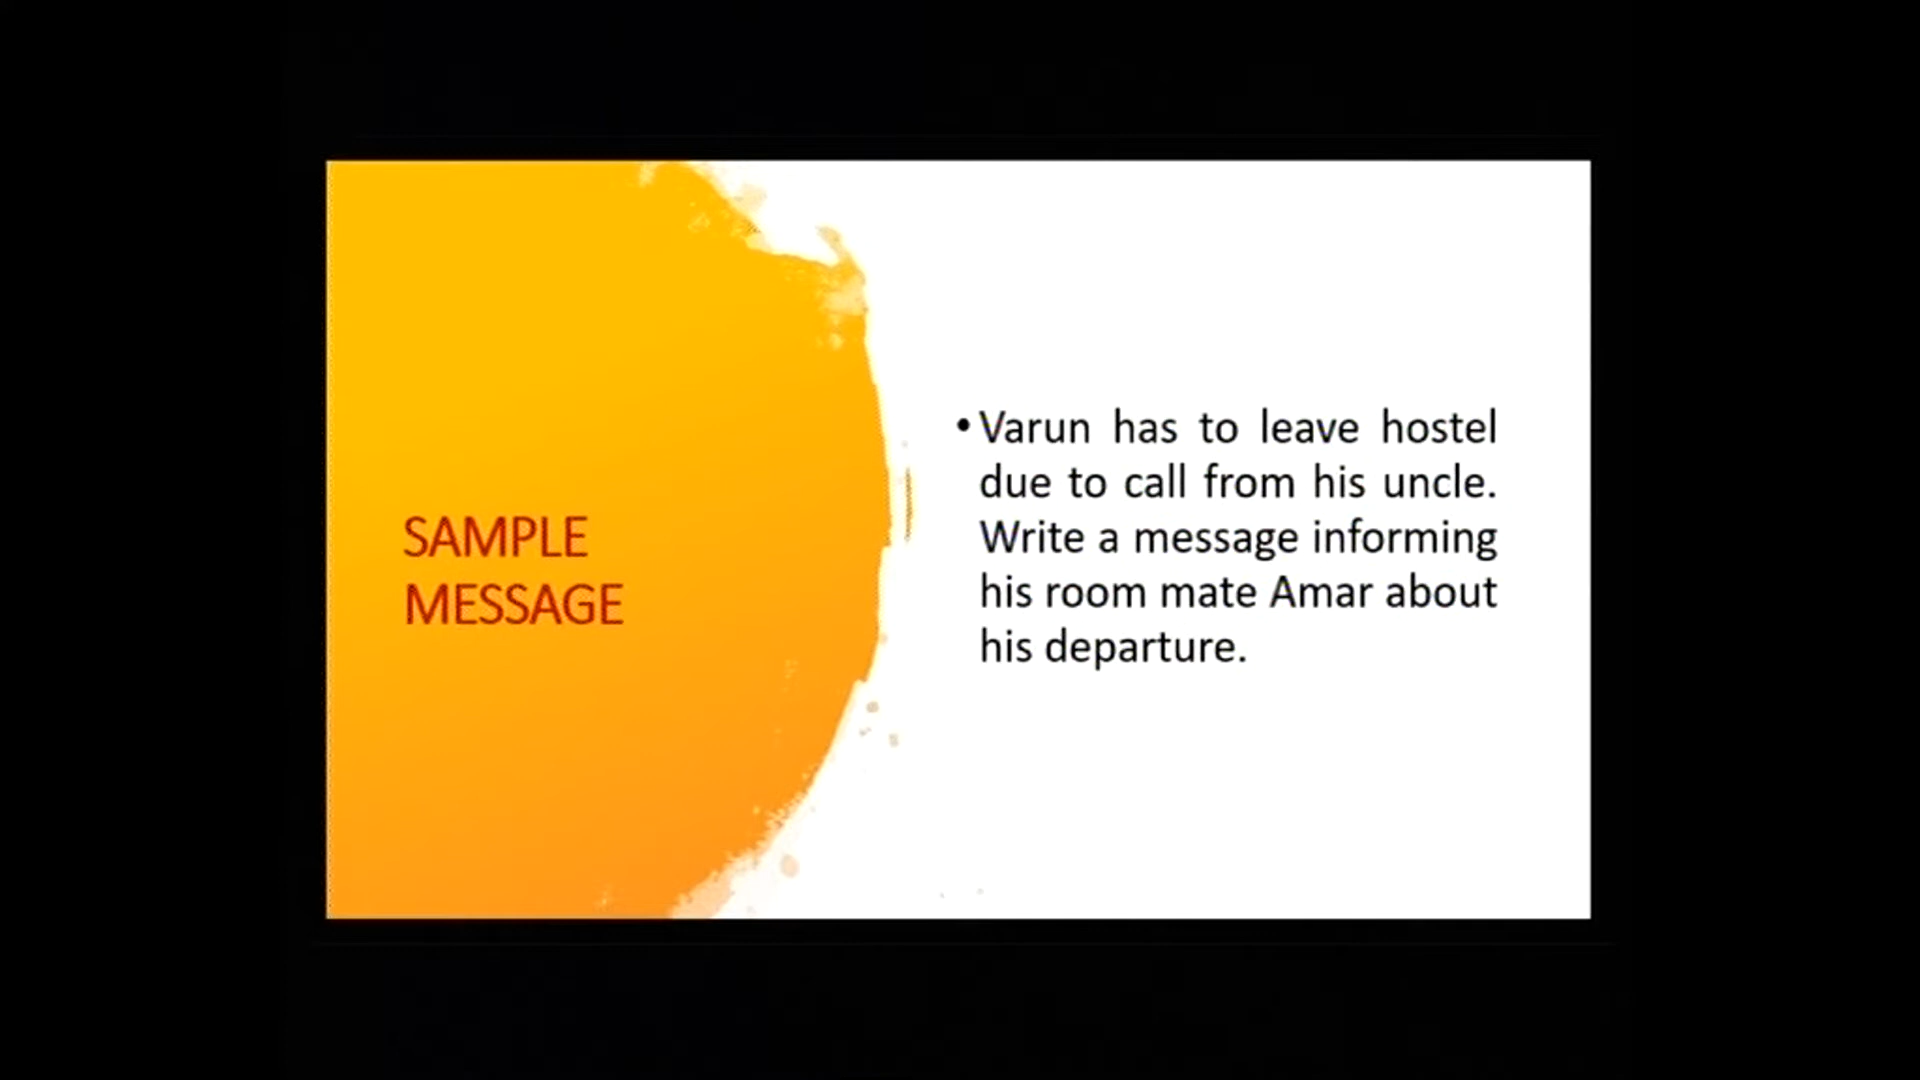 SAMPLE
MESSAGE
• Varun has to leave hostel
due to call from his uncle.
Write a message informing
his room mate Amar about
his departure.